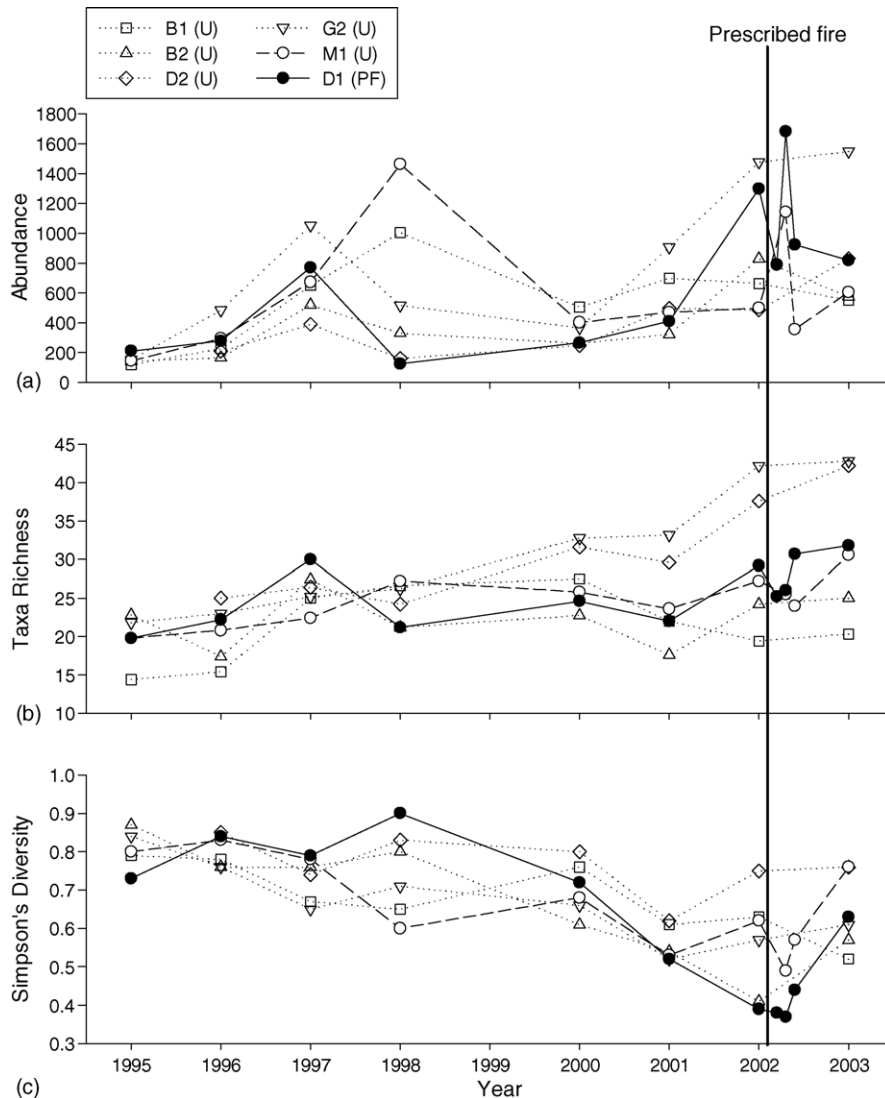 Prescribed fire
B1 (U)
B2 (U)
D2 (U)
G2 (U)
M1 (U)
D1 (PF)
Abundance
1800
1600
1400
1200
1000
800
600
400
200
0
(a)
Taxa Richness
45
40
35
30
25
20
15
10
(b)
Simpson's Diversity
1.0
0.9
0.8
0.7
0.6
0.5
0.4
0.3
1995 1996 1997 1998 1999 2000 2001 2002 2003
(c)
Year